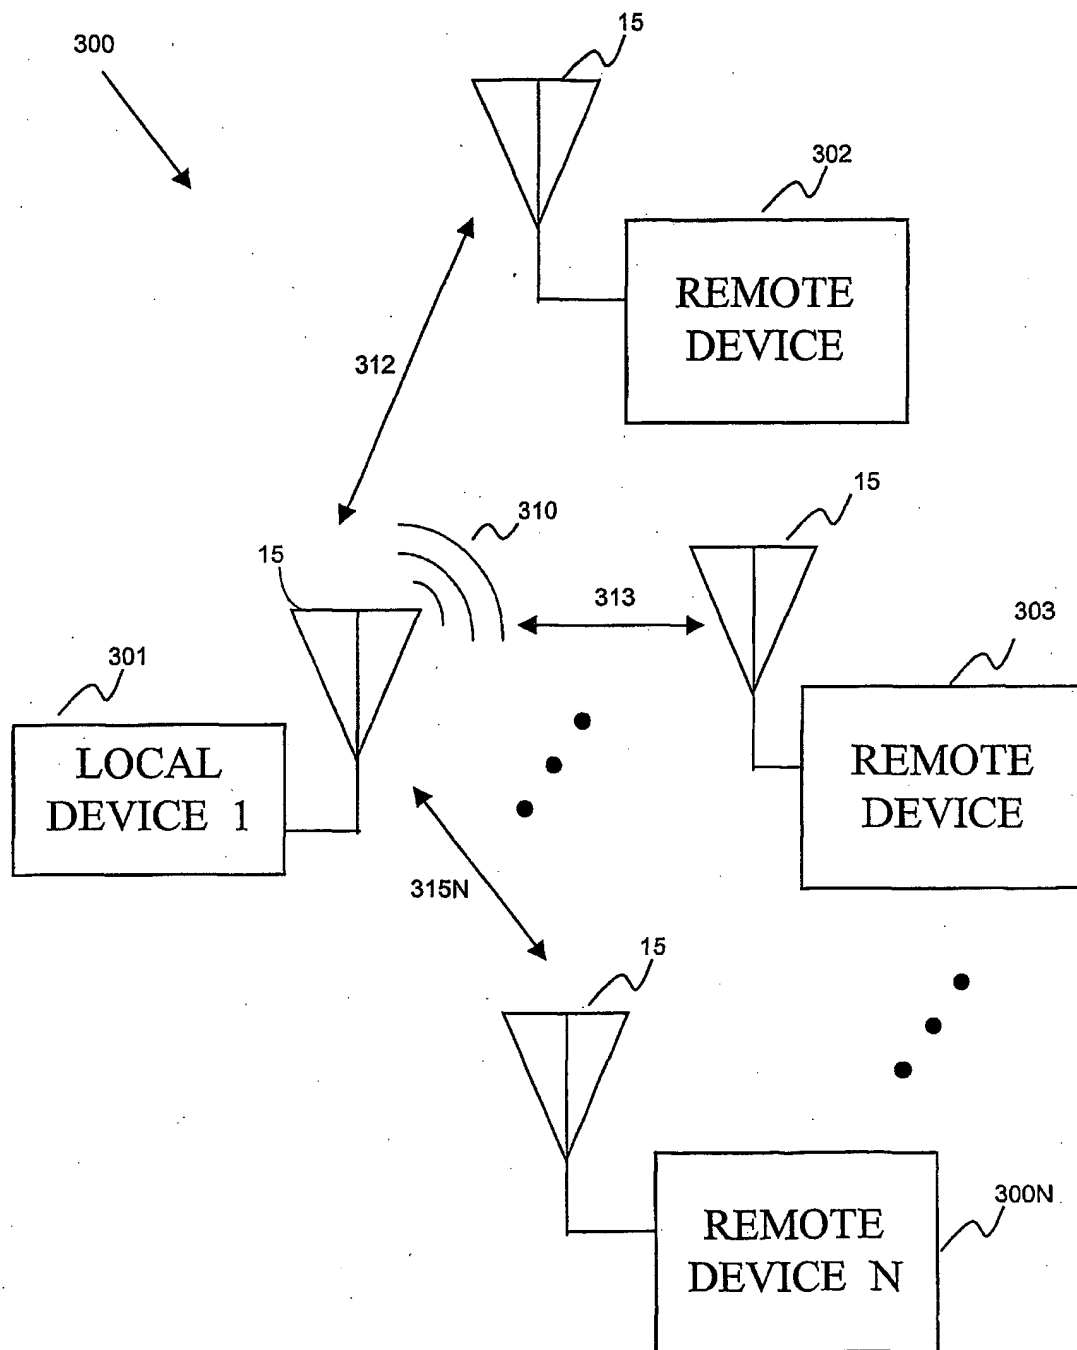 300
15
302
REMOTE
DEVICE
312
310
15
15
313
303
301
LOCAL
DEVICE 1
REMOTE
DEVICE
315N
15
300N
REMOTE
DEVICE N